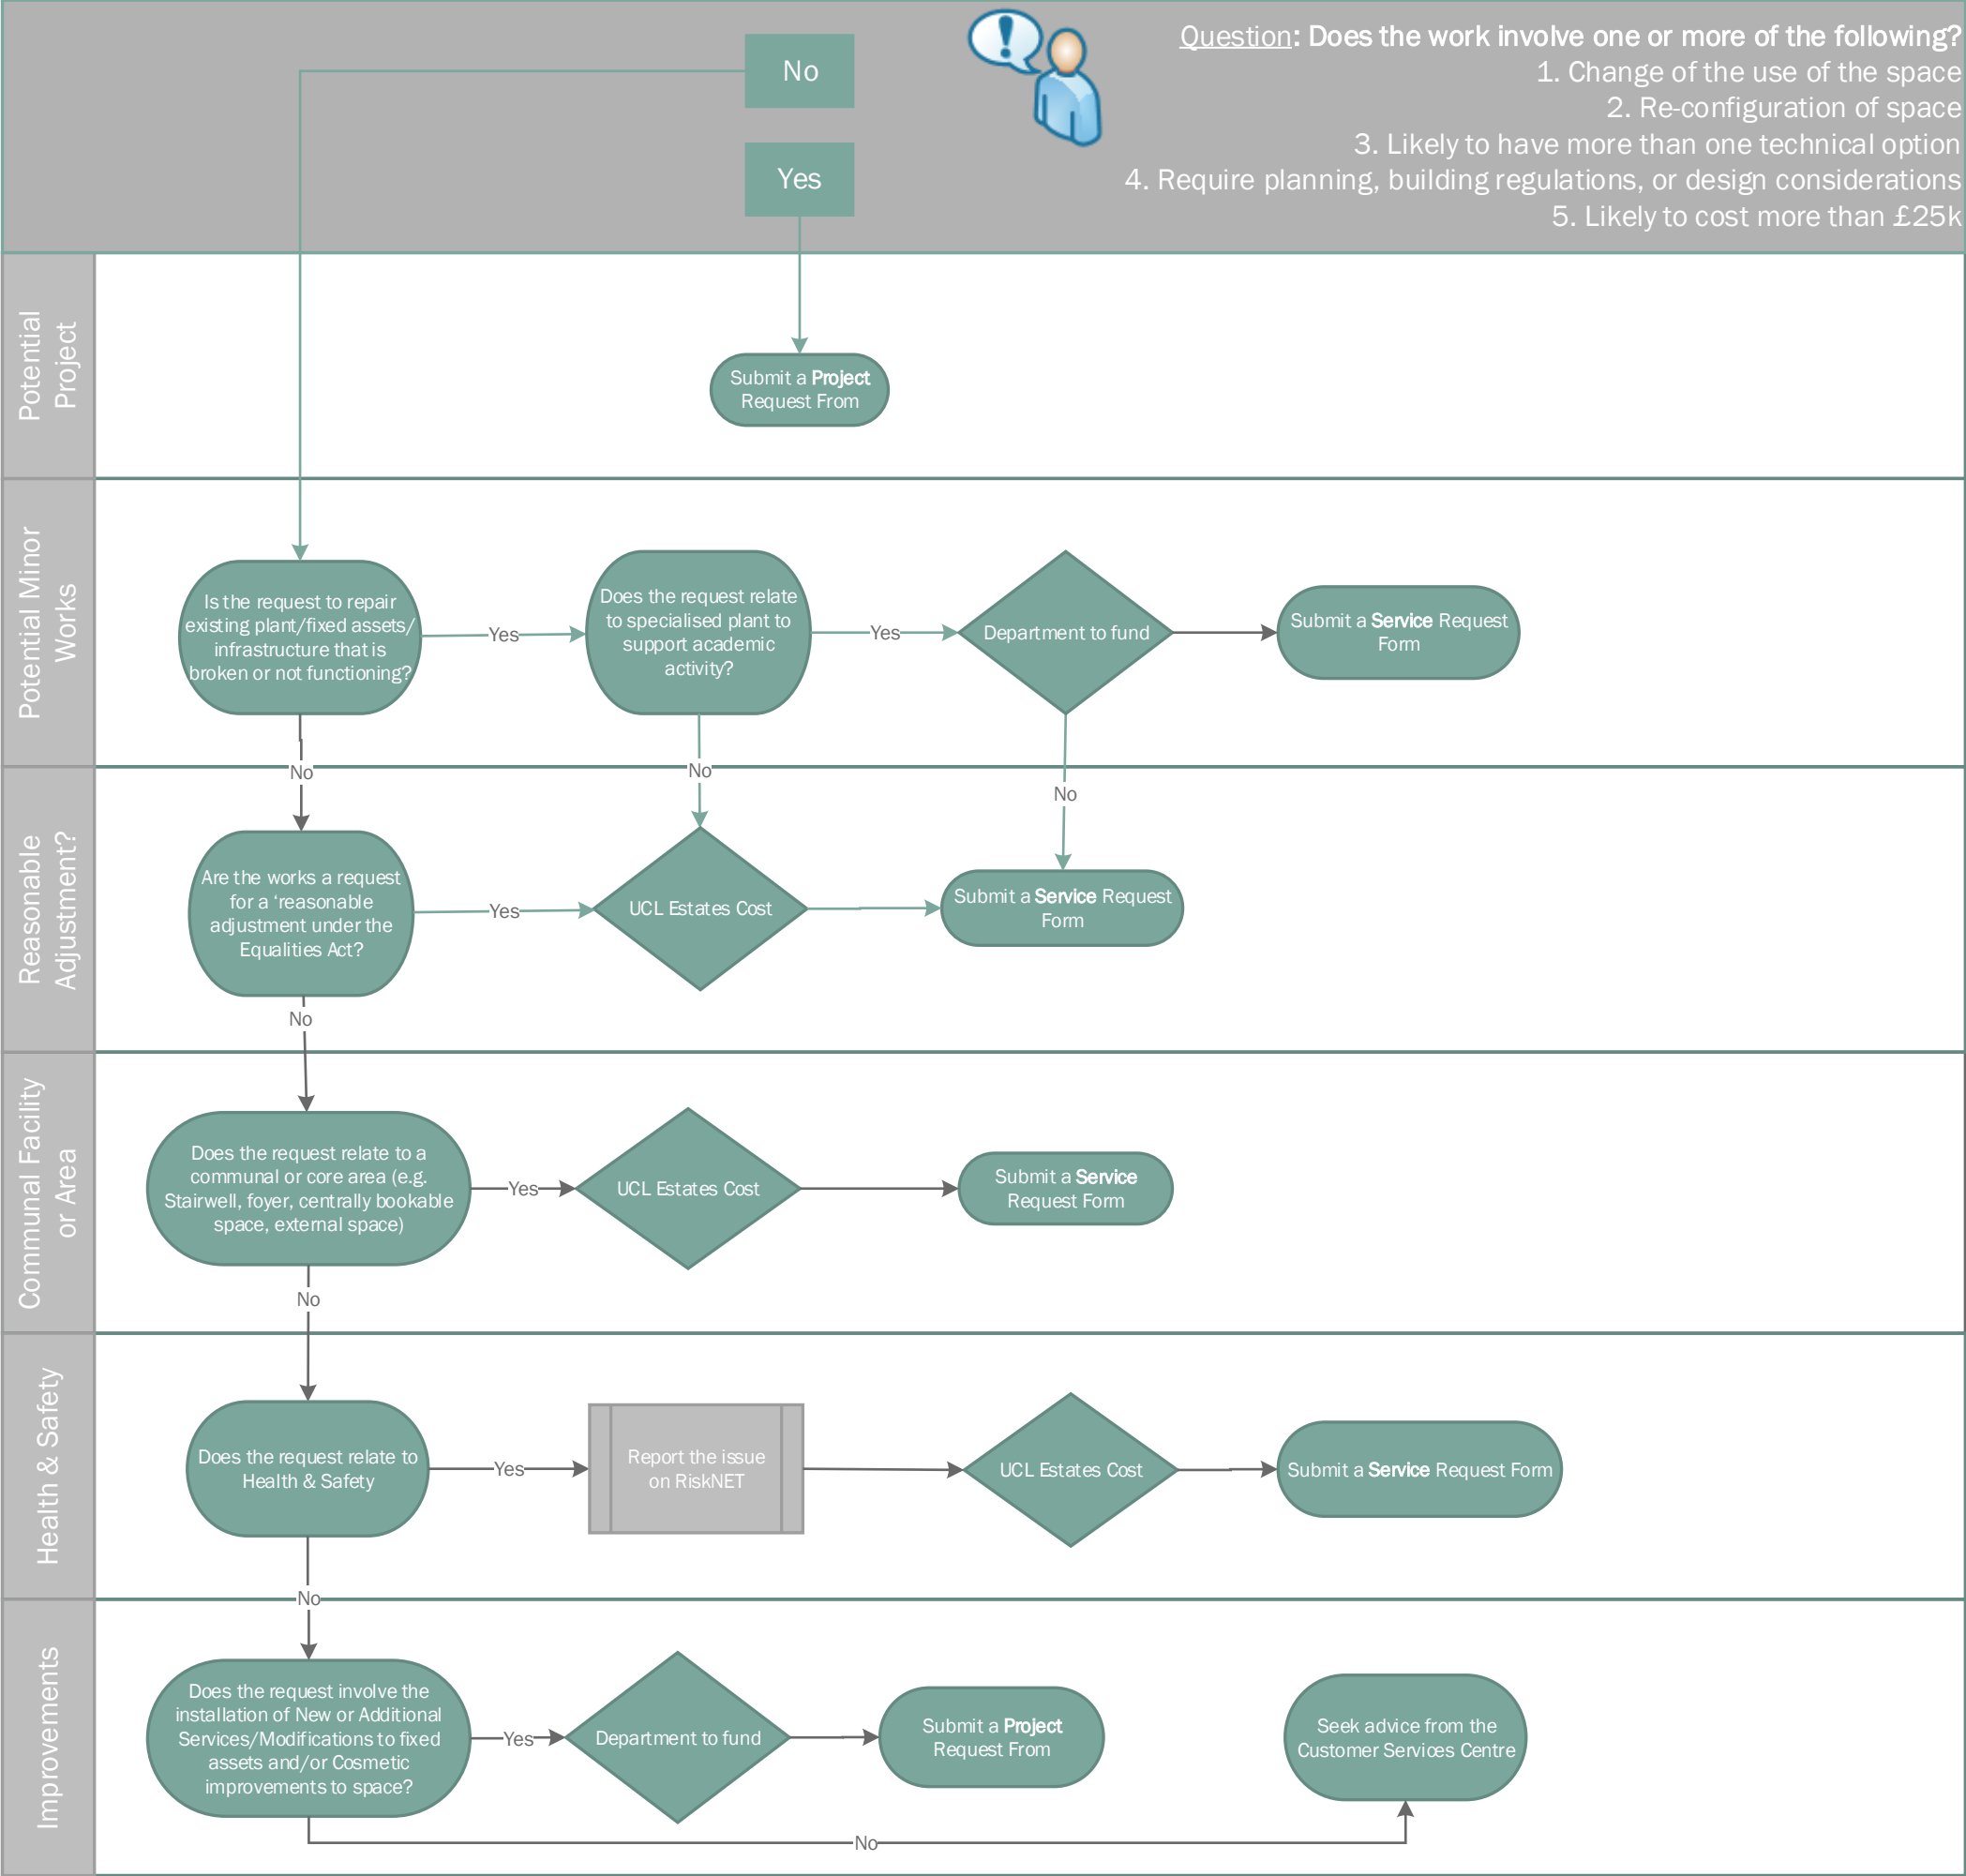 No
Yes
Question: Does the work involve one or more of the following?
1. Change of the use of the space
2. Re-configuration of space
3. Likely to have more than one technical option
4. Require planning, building regulations, or design considerations
5. Likely to cost more than £25k
Potential
Project
Submit a Project
Request From
Potential Minor
Works
Is the request to repair
existing plant/fixed assets/
infrastructure that is
broken or not functioning?
Yes
Does the request relate
to specialised plant to
support academic
activity?
Yes
Department to fund
Submit a Service Request
Form
No
No
No
Reasonable
Adjustment?
Are the works a request
for a ‘reasonable
adjustment under the
Equalities Act?
Yes
UCL Estates Cost
Submit a Service Request
Form
No
Communal Facility
or Area
Does the request relate to a
communal or core area (e.g.
Stairwell, foyer, centrally bookable
space, external space)
Yes
UCL Estates Cost
Submit a Service
Request Form
No
Health & Safety
Does the request relate to
Health & Safety
Yes
Report the issue
on RiskNET
UCL Estates Cost
Submit a Service Request Form
No
Improvements
Does the request involve the
installation of New or Additional
Services/Modifications to fixed
assets and/or Cosmetic
improvements to space?
Yes
Department to fund
Submit a Project
Request From
Seek advice from the
Customer Services Centre
No